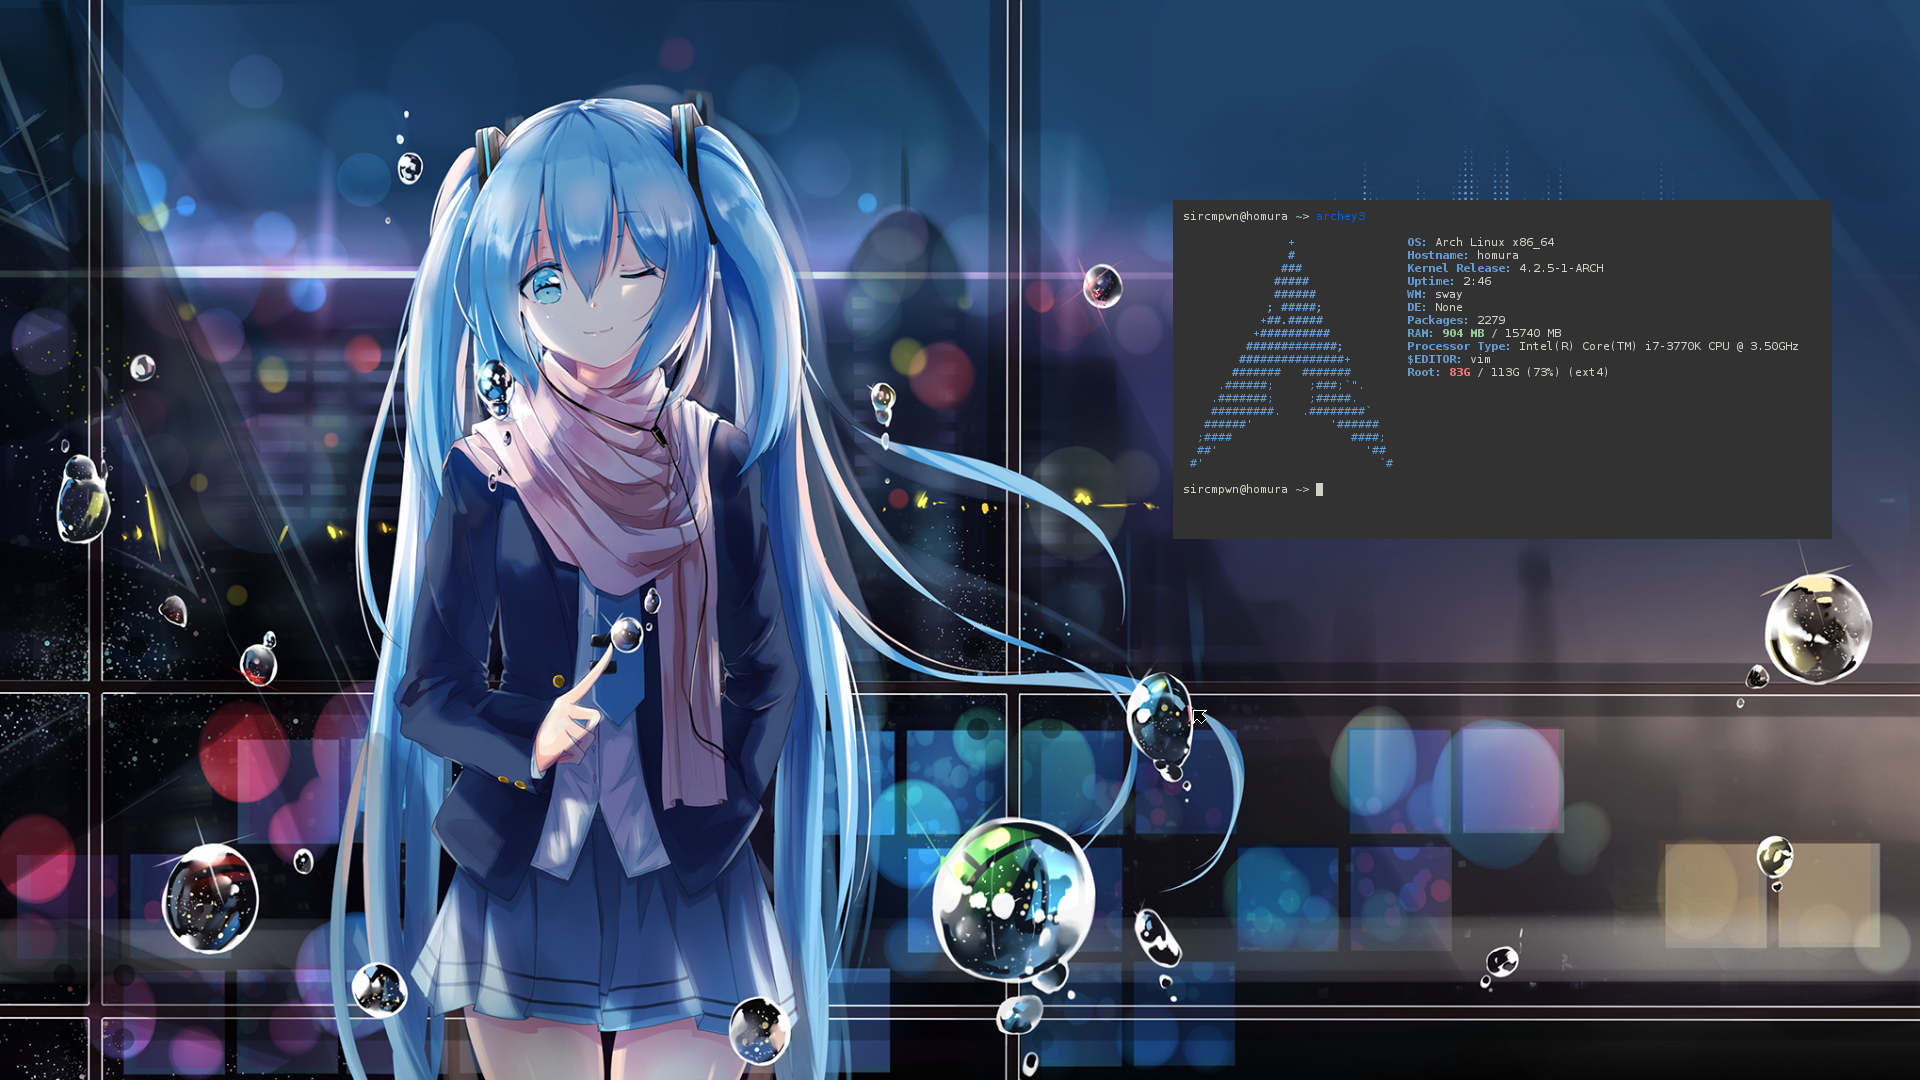 sircmpwn@homura ~> archey3
               +                OS: Arch Linux x86_64
               #                Hostname: homura
              ###               Kernel Release: 4.2.5-1-ARCH
             #####              Uptime: 2:46
             ######             WM: sway
            ; #####;            DE: None
           +##.#####            Packages: 2279
          +##########           RAM: 904 MB / 15740 MB
         #############;         Processor Type: Intel(R) Core(TM) i7-3770K CPU @ 3.50GHz
        ###############+        $EDITOR: vim
       #######   #######        Root: 83G / 113G (73%) (ext4)
     .######;     ;###;`".
    .#######;     ;#####.
    #########.   .########`
   ######'           '######
  ;####                 ####;
  ##'                     '##
 #'                         `#
sircmpwn@homura ~>